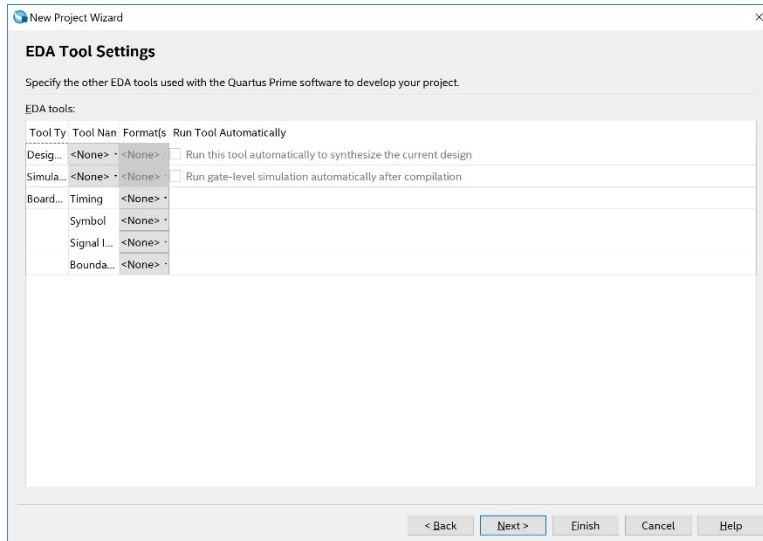 New Project Wizard
EDA Tool Settings
Specify the other EDA tools used with the Quartus Prime software to develop your project.
EDA tools:
Tool Ty Tool Nan Format(s Run Tool Automatically
Desig... <None> <None> Run this tool automatically to synthesize the current design
Simula... <None> <None> Run gate-level simulation automatically after compilation
Board... Timing <None>
Symbol <None>
Signal I... <None>
Bounda... <None>
< Back Next > Finish Cancel Help